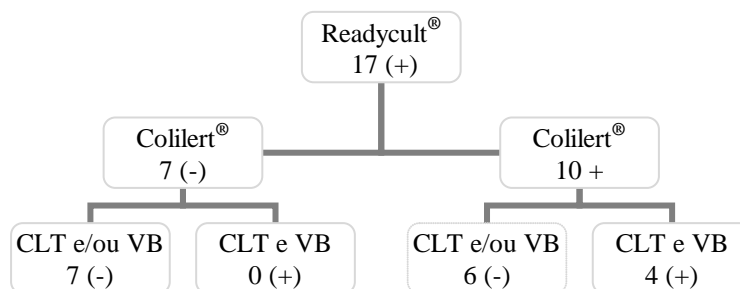 Readycult®
17 (+)
Colilert®
7 (-)
Colilert®
10 +
CLT e/ou VB
7 (-)
CLT e VB
0 (+)
CLT e/ou VB
6 (-)
CLT e VB
4 (+)